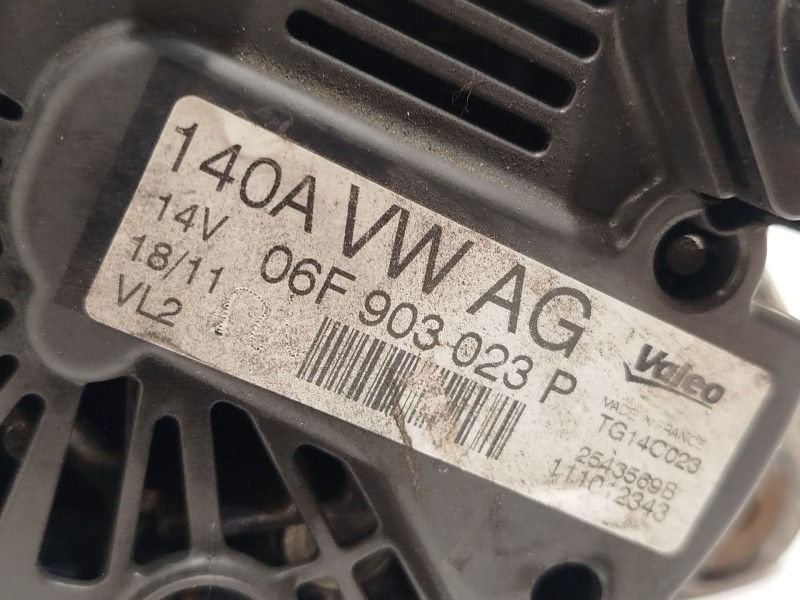 140A VW AG
14V 06F 903 023 P
18/11
VL2
Valeo
MADE IN FRANCE
TG14C023
2543569B